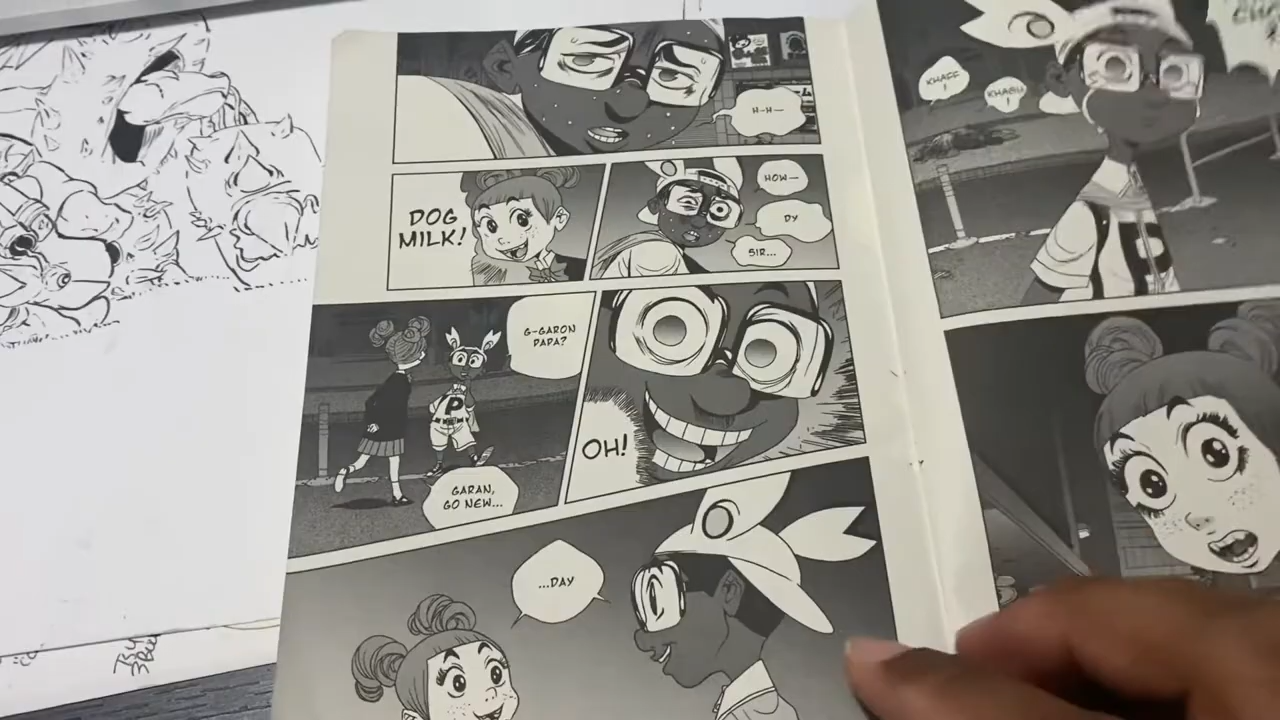 H-H—
DOG
MILK!
HOW—
DY
SIR...
G-GARON
PAPA?
P
GARAN,
GO NEW...
OH!
...DAY
KHAFF
!
KHAGH
!